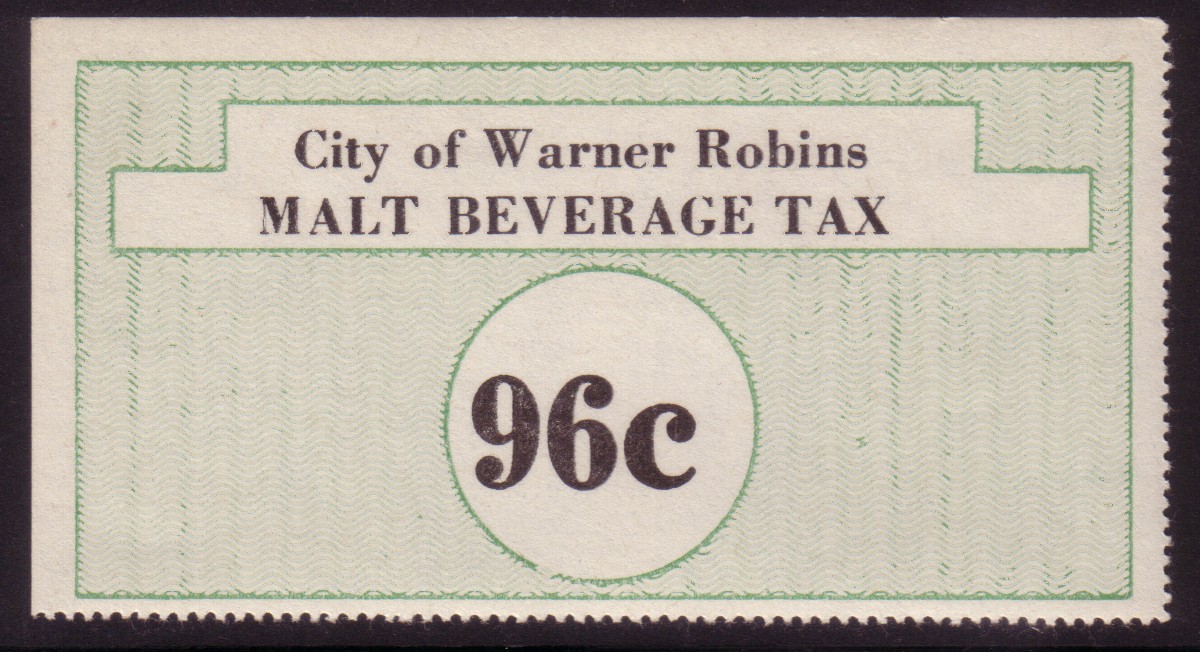 City of Warner Robins
MALT BEVERAGE TAX
96c